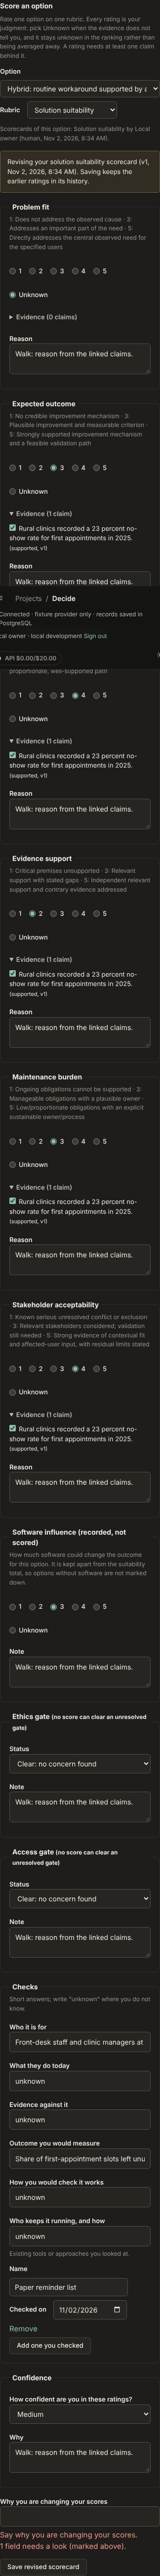 Score an option
Rate one option on one rubric. Every rating is your
judgment: pick Unknown when the evidence does not
tell you, and it stays unknown in the ranking rather than
being averaged away. A rating needs at least one claim
behind it.
Option
Hybrid: routine workaround supported by a
Rubric
Solution suitability
Scorecards of this option: Solution suitability by Local
owner (human, Nov 2, 2026, 8:34 AM).
Revising your solution suitability scorecard (v1,
Nov 2, 2026, 8:34 AM). Saving keeps the
earlier ratings in its history.
Problem fit
1: Does not address the observed cause · 3:
Addresses an important part of the need · 5:
Directly addresses the central observed need for
the specified users
1 2 3 4 5
Unknown
Evidence (0 claims)
Reason
Walk: reason from the linked claims.
Expected outcome
1: No credible improvement mechanism · 3:
Plausible improvement and measurable criterion ·
5: Strongly supported improvement mechanism
and a feasible validation path
1 2 3 4 5
Unknown
Evidence (1 claim)
Rural clinics recorded a 23 percent no-
show rate for first appointments in 2025.
(supported, v1)
Reason
Walk: reason from the linked claims.
Projects / Decide
Connected · fixture provider only · records saved in
PostgreSQL
cal owner · local development Sign out
API $0.00/$20.00
proportionate, well-supported path
1 2 3 4 5
Unknown
Evidence (1 claim)
Rural clinics recorded a 23 percent no-
show rate for first appointments in 2025.
(supported, v1)
Reason
Walk: reason from the linked claims.
Evidence support
1: Critical premises unsupported · 3: Relevant
support with stated gaps · 5: Independent relevant
support and contrary evidence addressed
1 2 3 4 5
Unknown
Evidence (1 claim)
Rural clinics recorded a 23 percent no-
show rate for first appointments in 2025.
(supported, v1)
Reason
Walk: reason from the linked claims.
Maintenance burden
1: Ongoing obligations cannot be supported · 3:
Manageable obligations with a plausible owner ·
5: Low/proportionate obligations with an explicit
sustainable owner/process
1 2 3 4 5
Unknown
Evidence (1 claim)
Rural clinics recorded a 23 percent no-
show rate for first appointments in 2025.
(supported, v1)
Reason
Walk: reason from the linked claims.
Stakeholder acceptability
1: Known serious unresolved conflict or exclusion
· 3: Relevant stakeholders considered; validation
still needed · 5: Strong evidence of contextual fit
and affected-user input, with residual limits stated
1 2 3 4 5
Unknown
Evidence (1 claim)
Rural clinics recorded a 23 percent no-
show rate for first appointments in 2025.
(supported, v1)
Reason
Walk: reason from the linked claims.
Software influence (recorded, not
scored)
How much software could change the outcome
for this option. It is kept apart from the suitability
total, so options without software are not marked
down.
1 2 3 4 5
Unknown
Note
Walk: reason from the linked claims.
Ethics gate (no score can clear an unresolved
gate)
Status
Clear: no concern found
Note
Walk: reason from the linked claims.
Access gate (no score can clear an
unresolved gate)
Status
Clear: no concern found
Note
Walk: reason from the linked claims.
Checks
Short answers; write "unknown" where you do not
know.
Who it is for
Front-desk staff and clinic managers at
What they do today
unknown
Evidence against it
unknown
Outcome you would measure
Share of first-appointment slots left unu
How you would check it works
unknown
Who keeps it running, and how
unknown
Existing tools or approaches you looked at.
Name
Paper reminder list
Checked on
11/02/2026
Remove
Add one you checked
Confidence
How confident are you in these ratings?
Medium
Why
Walk: reason from the linked claims.
Why you are changing your scores
Say why you are changing your scores.
1 field needs a look (marked above).
Save revised scorecard